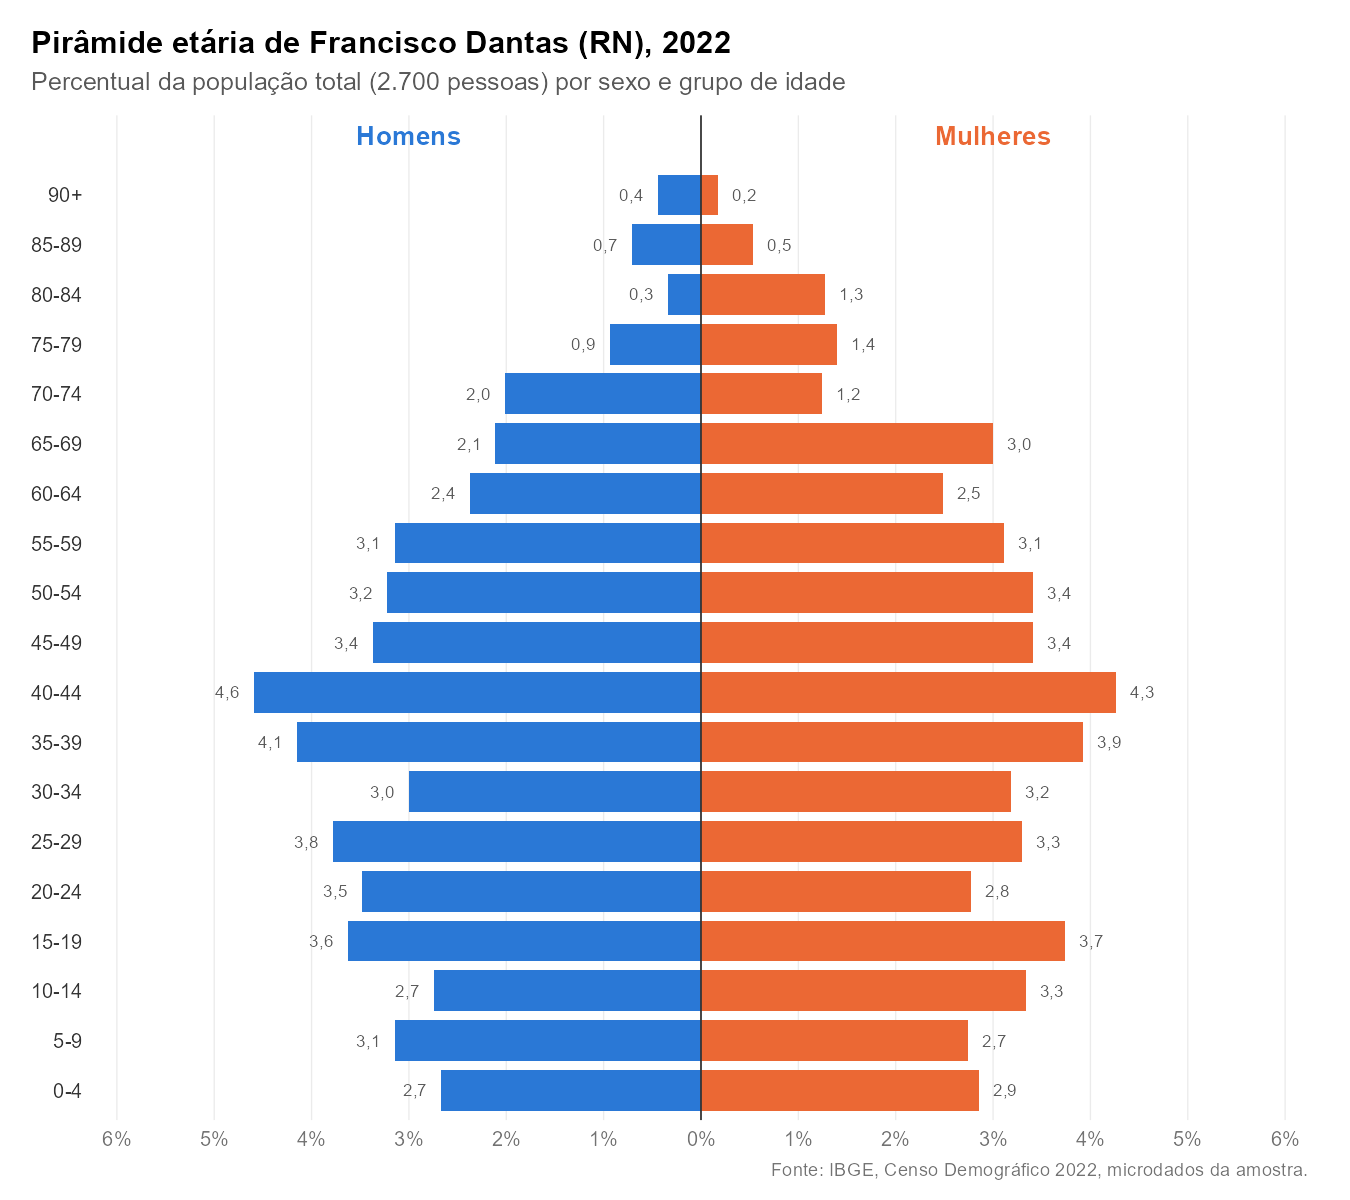 Pirâmide etária de Francisco Dantas (RN), 2022
Percentual da população total (2.700 pessoas) por sexo e grupo de idade
Homens Mulheres
90+ 0,4 0,2
85-89 0,7 0,5
80-84 0,3 1,3
75-79 0,9 1,4
70-74 2,0 1,2
65-69 2,1 3,0
60-64 2,4 2,5
55-59 3,1 3,1
50-54 3,2 3,4
45-49 3,4 3,4
40-44 4,6 4,3
35-39 4,1 3,9
30-34 3,0 3,2
25-29 3,8 3,3
20-24 3,5 2,8
15-19 3,6 3,7
10-14 2,7 3,3
5-9 3,1 2,7
0-4 2,7 2,9
6% 5% 4% 3% 2% 1% 0% 1% 2% 3% 4% 5% 6%
Fonte: IBGE, Censo Demográfico 2022, microdados da amostra.